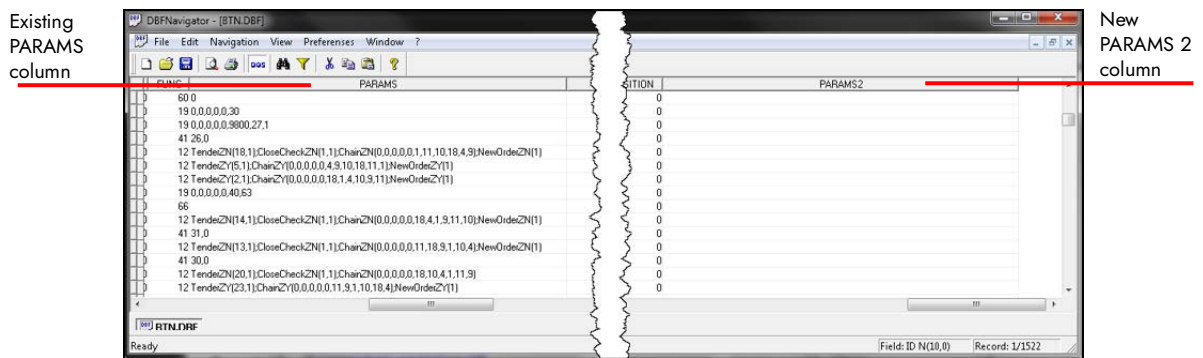 Existing
PARAMS
column
New
PARAMS 2
column
DBFNavigator - [BTN.DBF]
File Edit Navigation View Preferenses Window ?
DOS
FUNC PARAMS SITION PARAMS2
60 0 0
19 0,0,0,0,0,30 0
19 0,0,0,0,0,9800,27,1 0
41 26,0 0
12 TenderZN(18,1);CloseCheckZN(1,1);ChainZN(0,0,0,0,0,1,11,10,18,4,9);NewOrderZN(1) 0
12 TenderZY(5,1);ChainZY(0,0,0,0,0,4,9,10,18,11,1);NewOrderZY(1) 0
12 TenderZY(2,1);ChainZY(0,0,0,0,0,18,1,4,10,9,11);NewOrderZY(1) 0
19 0,0,0,0,0,40,63 0
66 0
12 TenderZN(14,1);CloseCheckZN(1,1);ChainZN(0,0,0,0,0,18,4,1,9,11,10);NewOrderZN(1) 0
41 31,0 0
12 TenderZN(13,1);CloseCheckZN(1,1);ChainZN(0,0,0,0,0,11,18,9,1,10,4);NewOrderZN(1) 0
41 30,0 0
12 TenderZN(20,1);CloseCheckZN(1,1);ChainZN(0,0,0,0,0,18,10,4,1,11,9) 0
12 TenderZY(23,1);ChainZY(0,0,0,0,0,11,9,1,10,18,4);NewOrderZY(1) 0
BTN.DBF
Ready Field: ID N(10,0) Record: 1/1522